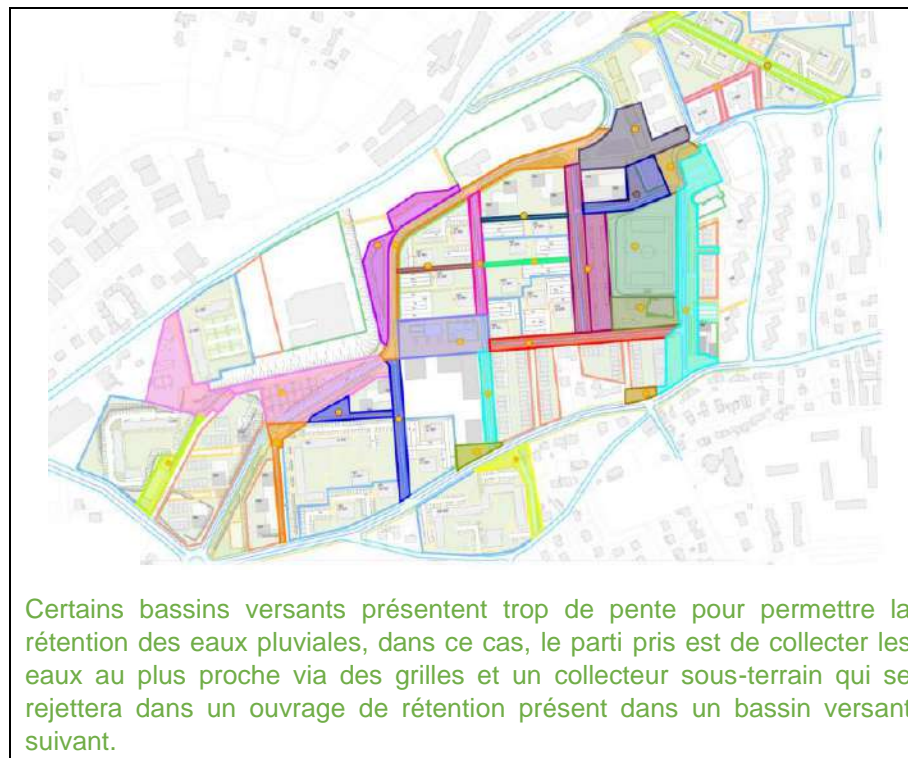 Certains bassins versants présentent trop de pente pour permettre la
rétention des eaux pluviales, dans ce cas, le parti pris est de collecter les
eaux au plus proche via des grilles et un collecteur sous-terrain qui se
rejettera dans un ouvrage de rétention présent dans un bassin versant
suivant.